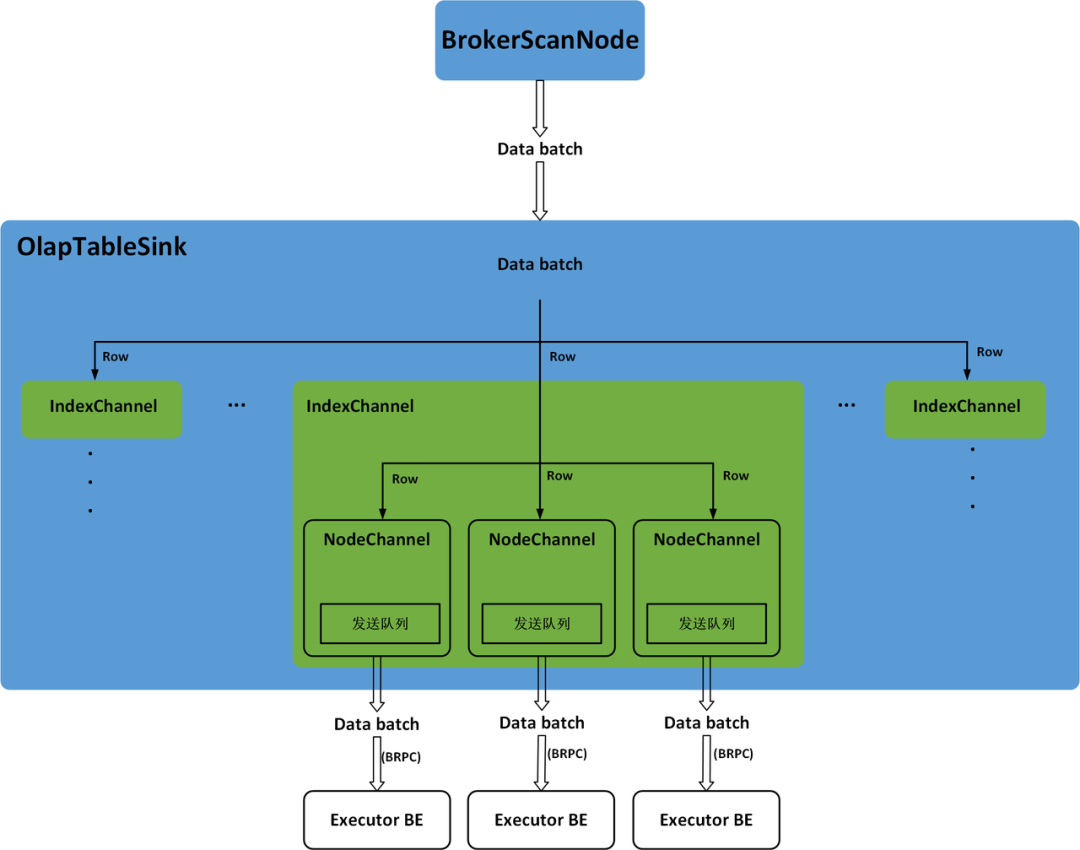 BrokerScanNode
Data batch
OlapTableSink
Data batch
Row
Row
Row
IndexChannel
...
IndexChannel
...
IndexChannel
Row
Row
Row
NodeChannel
NodeChannel
NodeChannel
发送队列
发送队列
发送队列
Data batch
Data batch
Data batch
(BRPC)
(BRPC)
(BRPC)
Executor BE
Executor BE
Executor BE